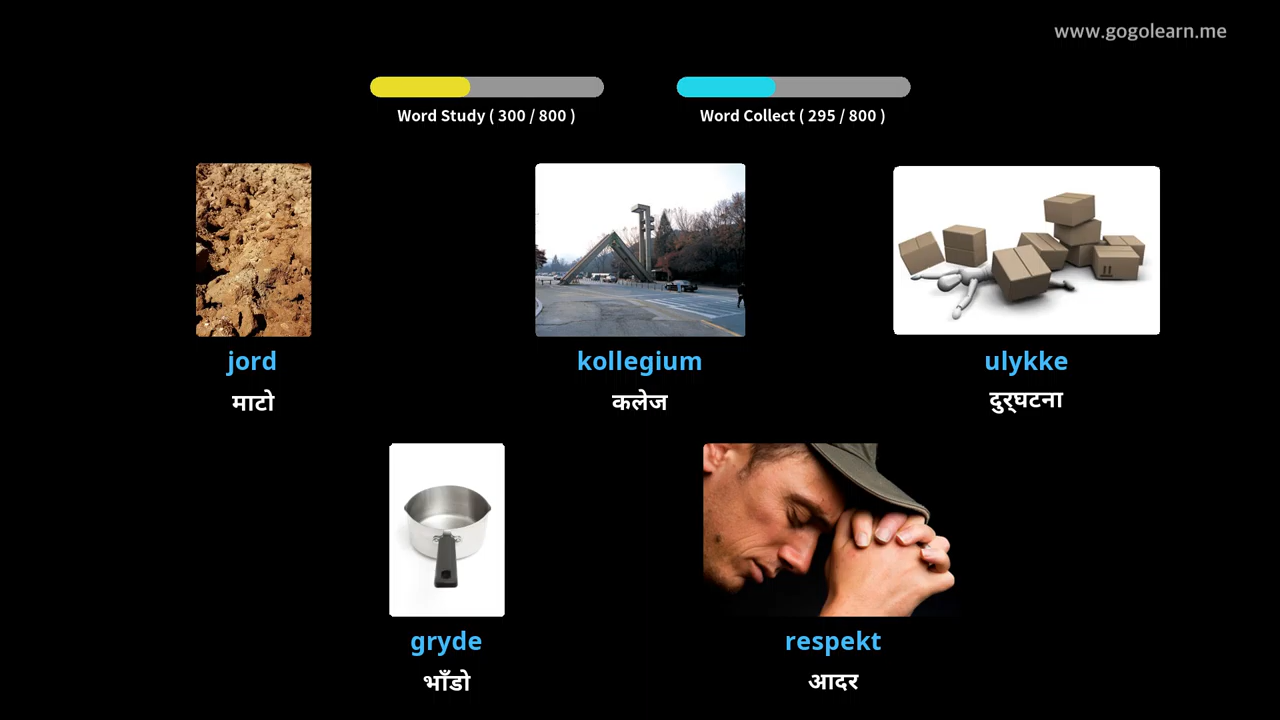 www.gogolearn.me
Word Study ( 300 / 800 )
Word Collect ( 295 / 800 )
jord
माटो
kollegium
कलेज
ulykke
दुर्घटना
gryde
भाँडो
respekt
आदर